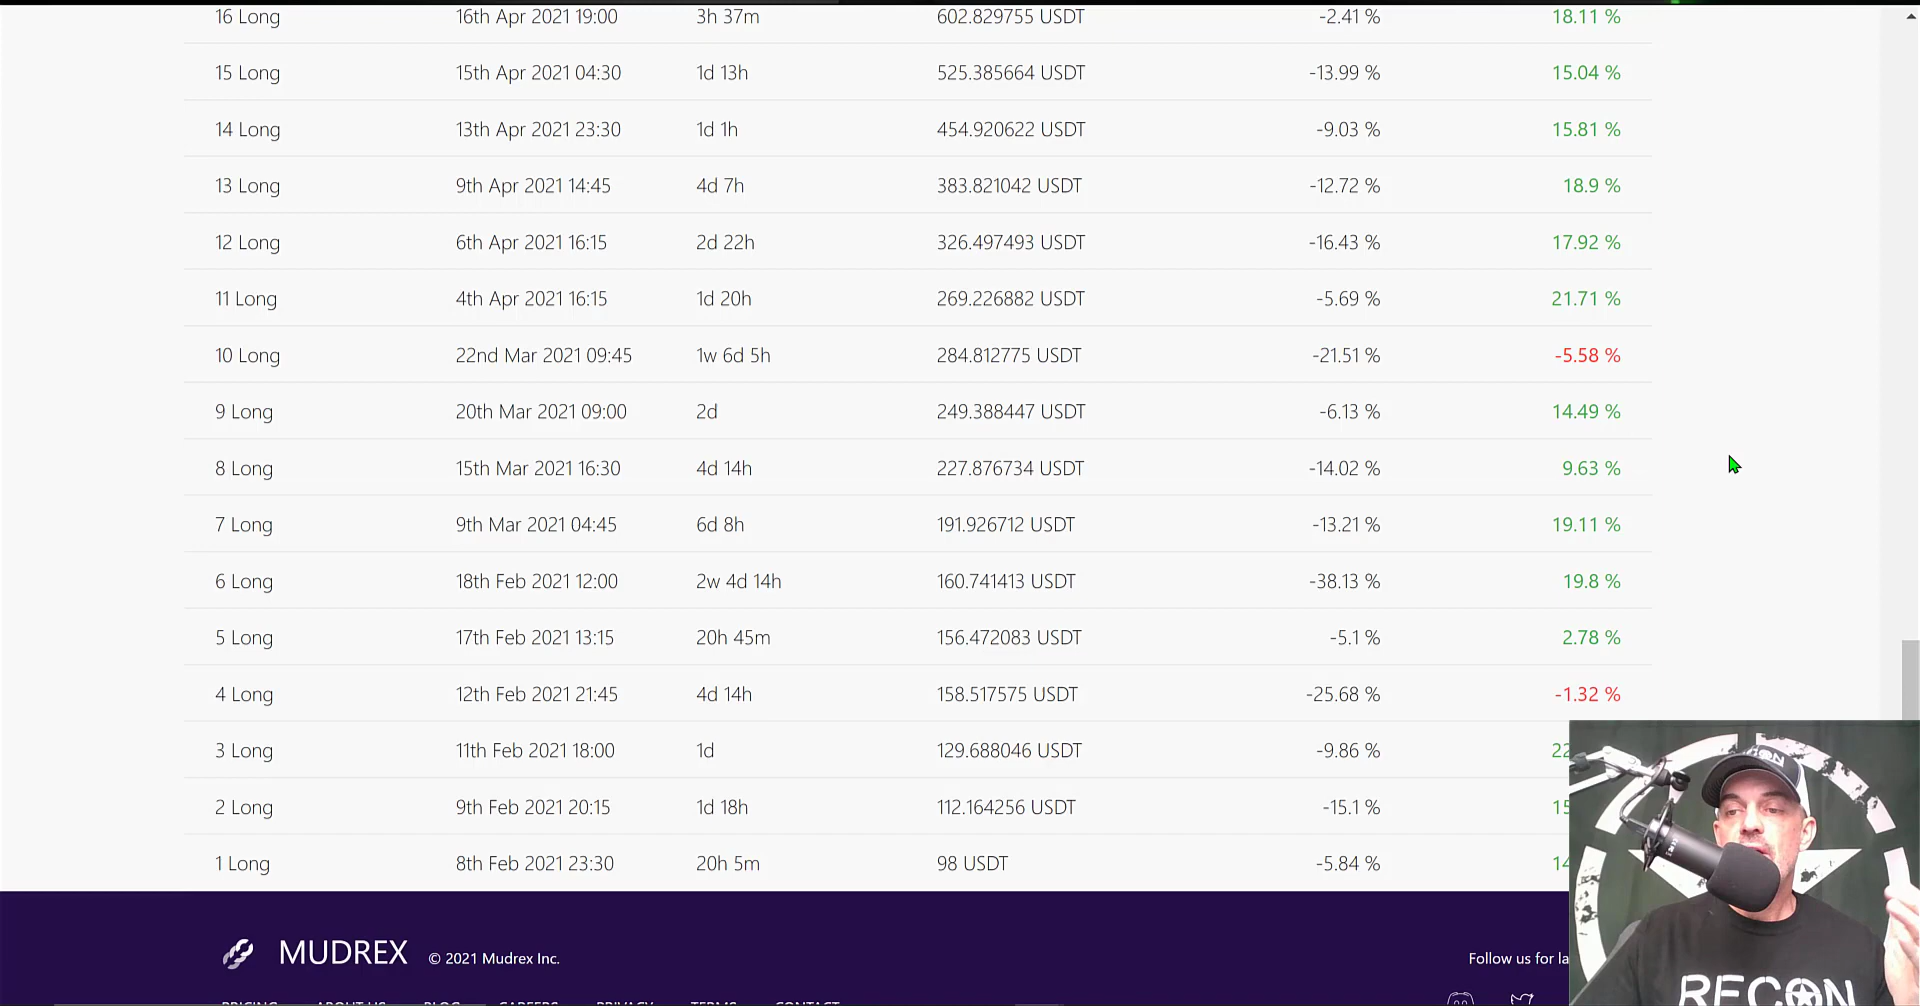 16 Long 16th Apr 2021 19:00 3h 37m 602.829755 USDT -2.41 % 18.11 %
15 Long 15th Apr 2021 04:30 1d 13h 525.385664 USDT -13.99 % 15.04 %
14 Long 13th Apr 2021 23:30 1d 1h 454.920622 USDT -9.03 % 15.81 %
13 Long 9th Apr 2021 14:45 4d 7h 383.821042 USDT -12.72 % 18.9 %
12 Long 6th Apr 2021 16:15 2d 22h 326.497493 USDT -16.43 % 17.92 %
11 Long 4th Apr 2021 16:15 1d 20h 269.226882 USDT -5.69 % 21.71 %
10 Long 22nd Mar 2021 09:45 1w 6d 5h 284.812775 USDT -21.51 % -5.58 %
9 Long 20th Mar 2021 09:00 2d 249.388447 USDT -6.13 % 14.49 %
8 Long 15th Mar 2021 16:30 4d 14h 227.876734 USDT -14.02 % 9.63 %
7 Long 9th Mar 2021 04:45 6d 8h 191.926712 USDT -13.21 % 19.11 %
6 Long 18th Feb 2021 12:00 2w 4d 14h 160.741413 USDT -38.13 % 19.8 %
5 Long 17th Feb 2021 13:15 20h 45m 156.472083 USDT -5.1 % 2.78 %
4 Long 12th Feb 2021 21:45 4d 14h 158.517575 USDT -25.68 % -1.32 %
3 Long 11th Feb 2021 18:00 1d 129.688046 USDT -9.86 % 22
2 Long 9th Feb 2021 20:15 1d 18h 112.164256 USDT -15.1 % 15
1 Long 8th Feb 2021 23:30 20h 5m 98 USDT -5.84 % 14
MUDREX © 2021 Mudrex Inc. Follow us for la
PRICING ABOUT US BLOG CAREERS PRIVACY TERMS CONTACT
RECON